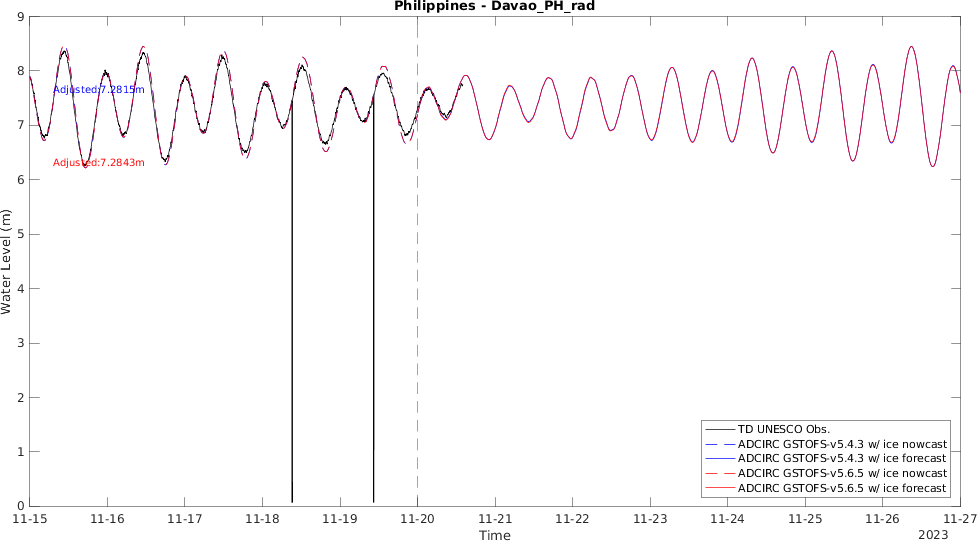 Philippines - Davao_PH_rad
9
8
7
6
5
4
3
2
1
0
Water Level (m)
Adjusted:7.2815m
Adjusted:7.2843m
TD UNESCO Obs.
ADCIRC GSTOFS-v5.4.3 w/ ice nowcast
ADCIRC GSTOFS-v5.4.3 w/ ice forecast
ADCIRC GSTOFS-v5.6.5 w/ ice nowcast
ADCIRC GSTOFS-v5.6.5 w/ ice forecast
11-15 11-16 11-17 11-18 11-19 11-20 11-21 11-22 11-23 11-24 11-25 11-26 11-27
Time
2023